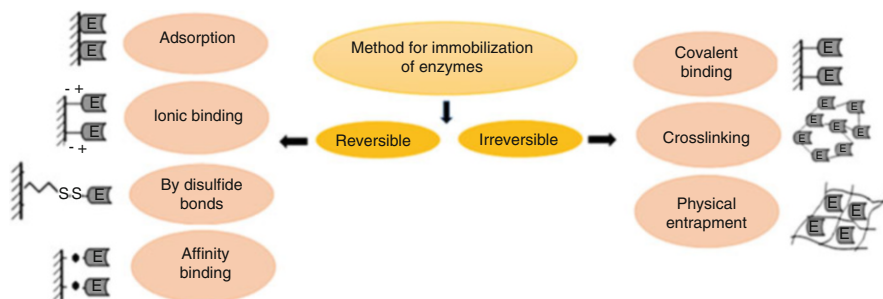 Method for immobilization
of enzymes
Reversible
Irreversible
E
E
Adsorption
- +
E
E
- +
Ionic binding
S-S
E
By disulfide
bonds
E
E
Affinity
binding
Covalent
binding
E
E
Crosslinking
E
E
E
E
E
E
E
E
Physical
entrapment
E
E
E
E